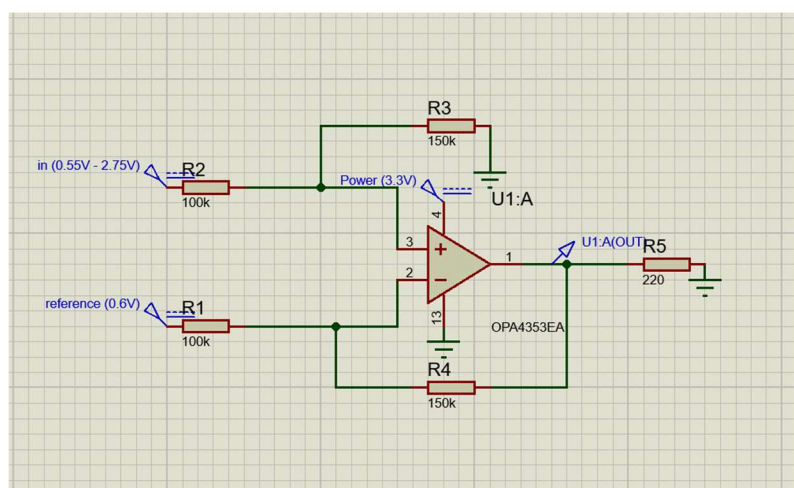 R3
150k
in (0.55V - 2.75V)
R2
100k
Power (3.3V)
U1:A
4
3
2
1
13
U1:A(OUT)
R5
220
reference (0.6V)
R1
100k
OPA4353EA
R4
150k